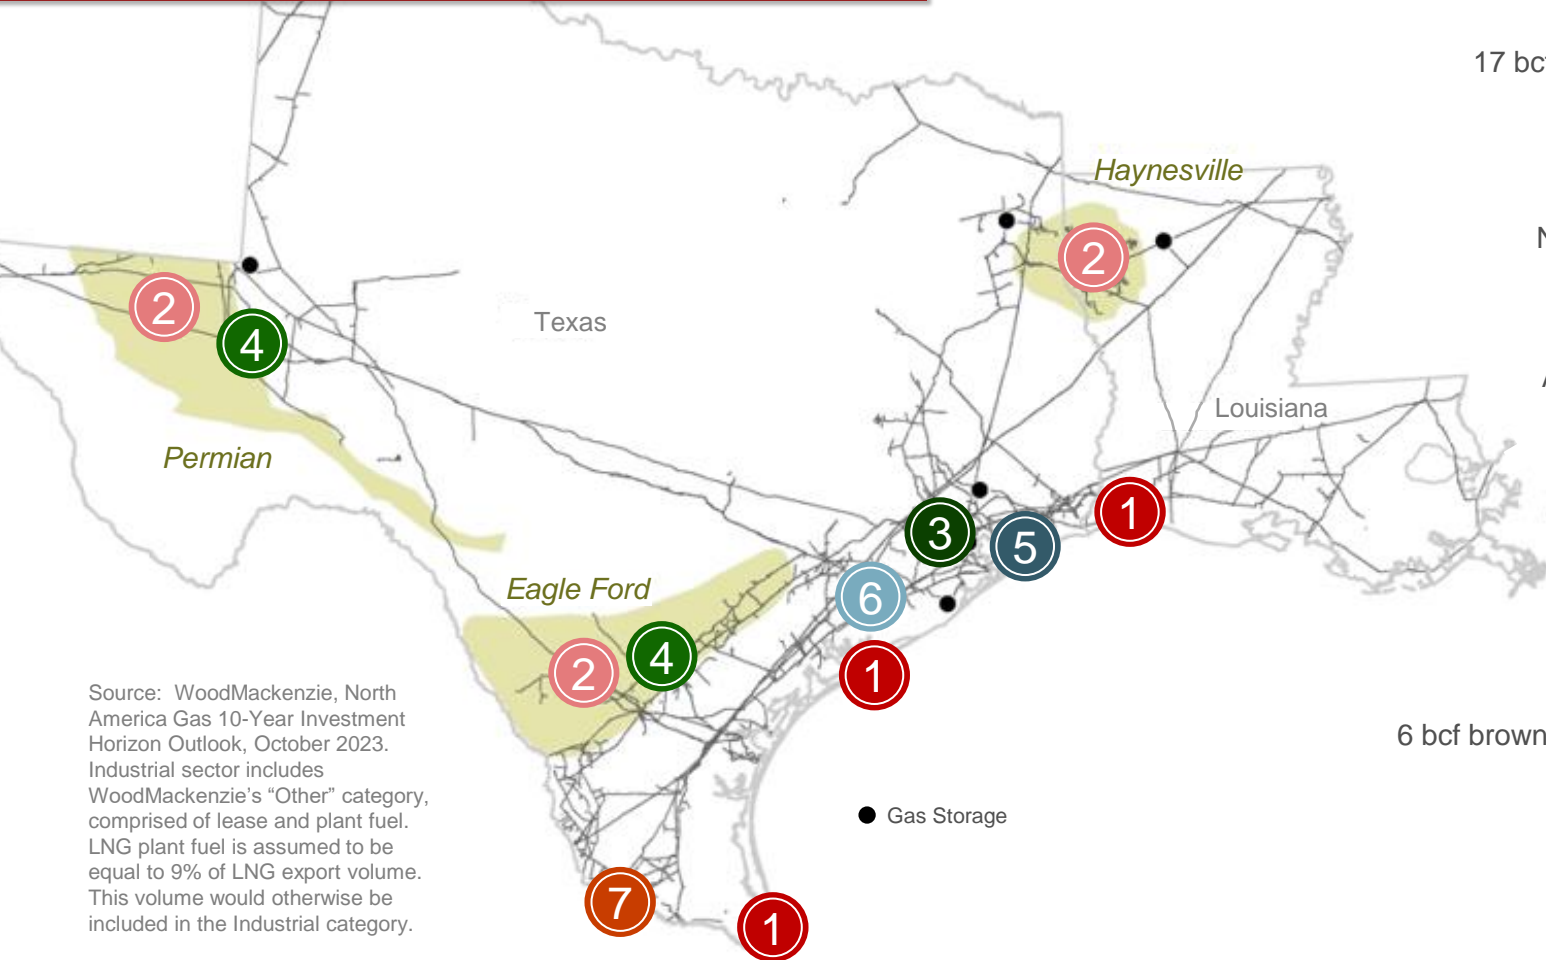 17 bcf
Haynesville
2
N
2
4
Texas
A
Louisiana
Permian
3
5
1
6
Eagle Ford
2
4
1
Source: WoodMackenzie, North
America Gas 10-Year Investment
Horizon Outlook, October 2023.
Industrial sector includes
WoodMackenzie's “Other” category,
comprised of lease and plant fuel.
LNG plant fuel is assumed to be
equal to 9% of LNG export volume.
This volume would otherwise be
included in the Industrial category.
6 bcf brown
Gas Storage
7
1